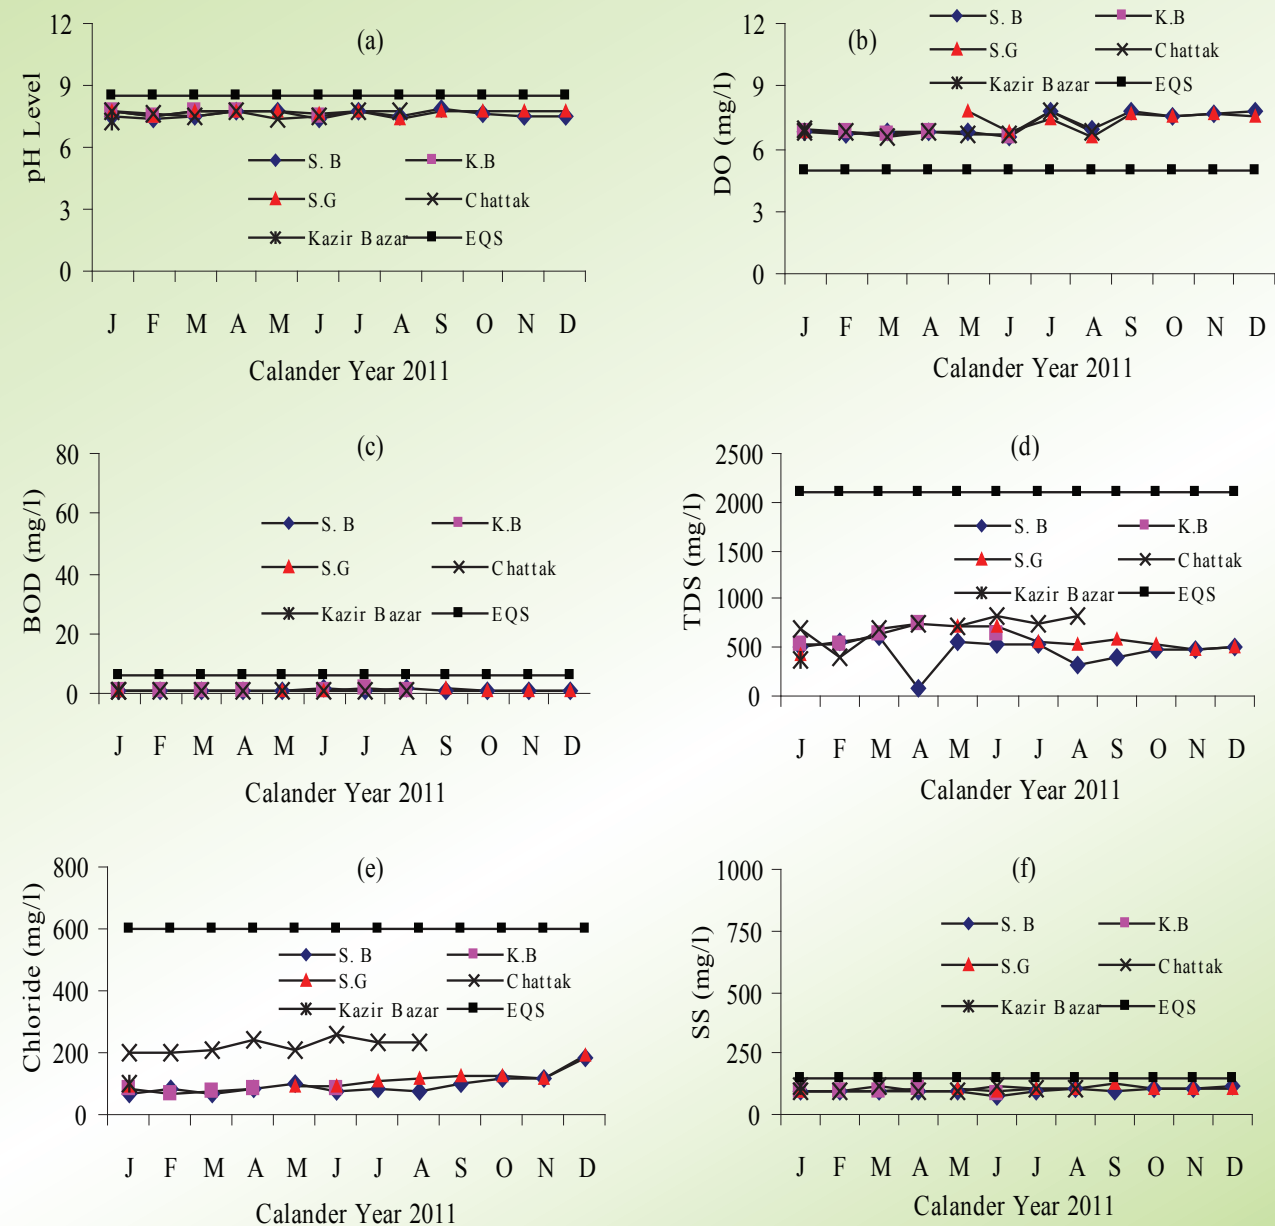 (a)
12
9
6
3
0
pH Level
S. B
K.B
S.G
Chattak
Kazir Bazar
EQS
J F M A M J J A S O N D
Calander Year 2011
(b)
12
9
6
3
0
DO (mg/l)
S. B
K.B
S.G
Chattak
Kazir Bazar
EQS
J F M A M J J A S O N D
Calander Year 2011
(c)
80
60
40
20
0
BOD (mg/l)
S. B
K.B
S.G
Chattak
Kazir Bazar
EQS
J F M A M J J A S O N D
Calander Year 2011
(d)
2500
2000
1500
1000
500
0
TDS (mg/l)
S. B
K.B
S.G
Chattak
Kazir Bazar
EQS
J F M A M J J A S O N D
Calander Year 2011
(e)
800
600
400
200
0
Chloride (mg/l)
S. B
K.B
S.G
Chattak
Kazir Bazar
EQS
J F M A M J J A S O N D
Calander Year 2011
(f)
1000
750
500
250
0
SS (mg/l)
S. B
K.B
S.G
Chattak
Kazir Bazar
EQS
J F M A M J J A S O N D
Calander Year 2011